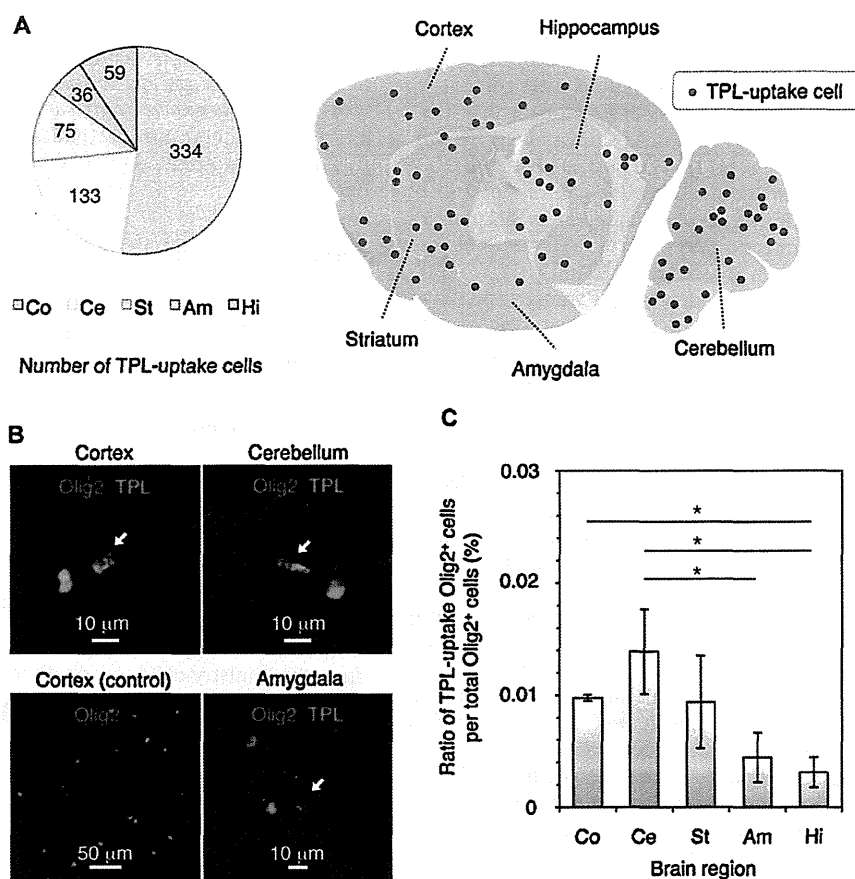 A
59
36
75
334
133
Co Ce St Am Hi
Number of TPL-uptake cells
Cortex
Hippocampus
TPL-uptake cell
Striatum
Amygdala
Cerebellum
B
Cortex
Cerebellum
Olig2 TPL
Olig2 TPL
10 μm
10 μm
Cortex (control)
Amygdala
Olig2
Olig2 TPL
50 μm
10 μm
C
Ratio of TPL-uptake Olig2⁺ cells
per total Olig2⁺ cells (%)
0.03
0.02
0.01
0
*
*
*
Co Ce St Am Hi
Brain region